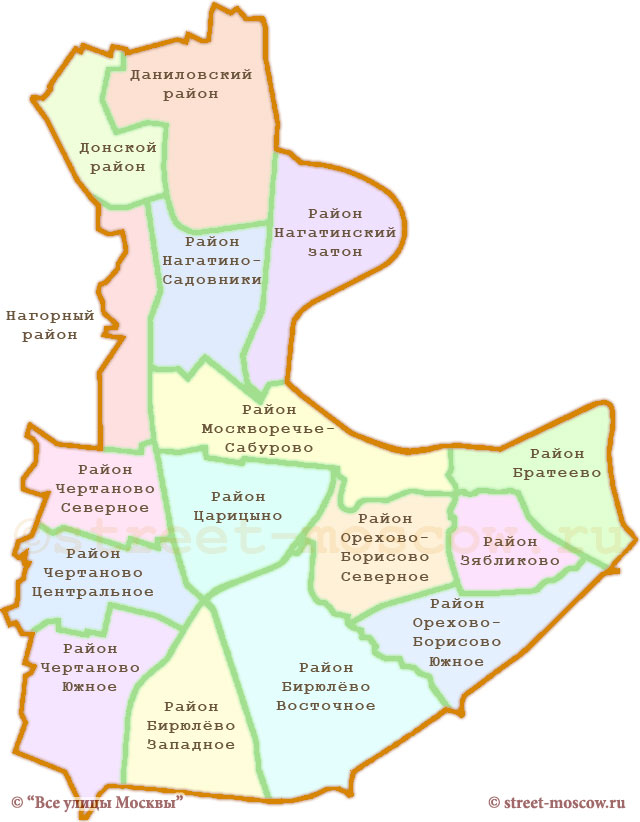 Даниловский
район
Донской
район
Район
Нагатинский
Затон
Район
Нагатино-
Садовники
Нагорный
район
Район
Москворечье-
Сабурово
Район
Братеево
Район
Чертаново
Северное
Район
Царицыно
Район
Орехово-
Борисово
Северное
Район
Зябликово
©street-moscow.ru
Район
Чертаново
Центральное
Район
Орехово-
Борисово
Южное
Район
Чертаново
Южное
Район
Бирюлёво
Восточное
Район
Бирюлёво
Западное
© “Все улицы Москвы”
© street-moscow.ru